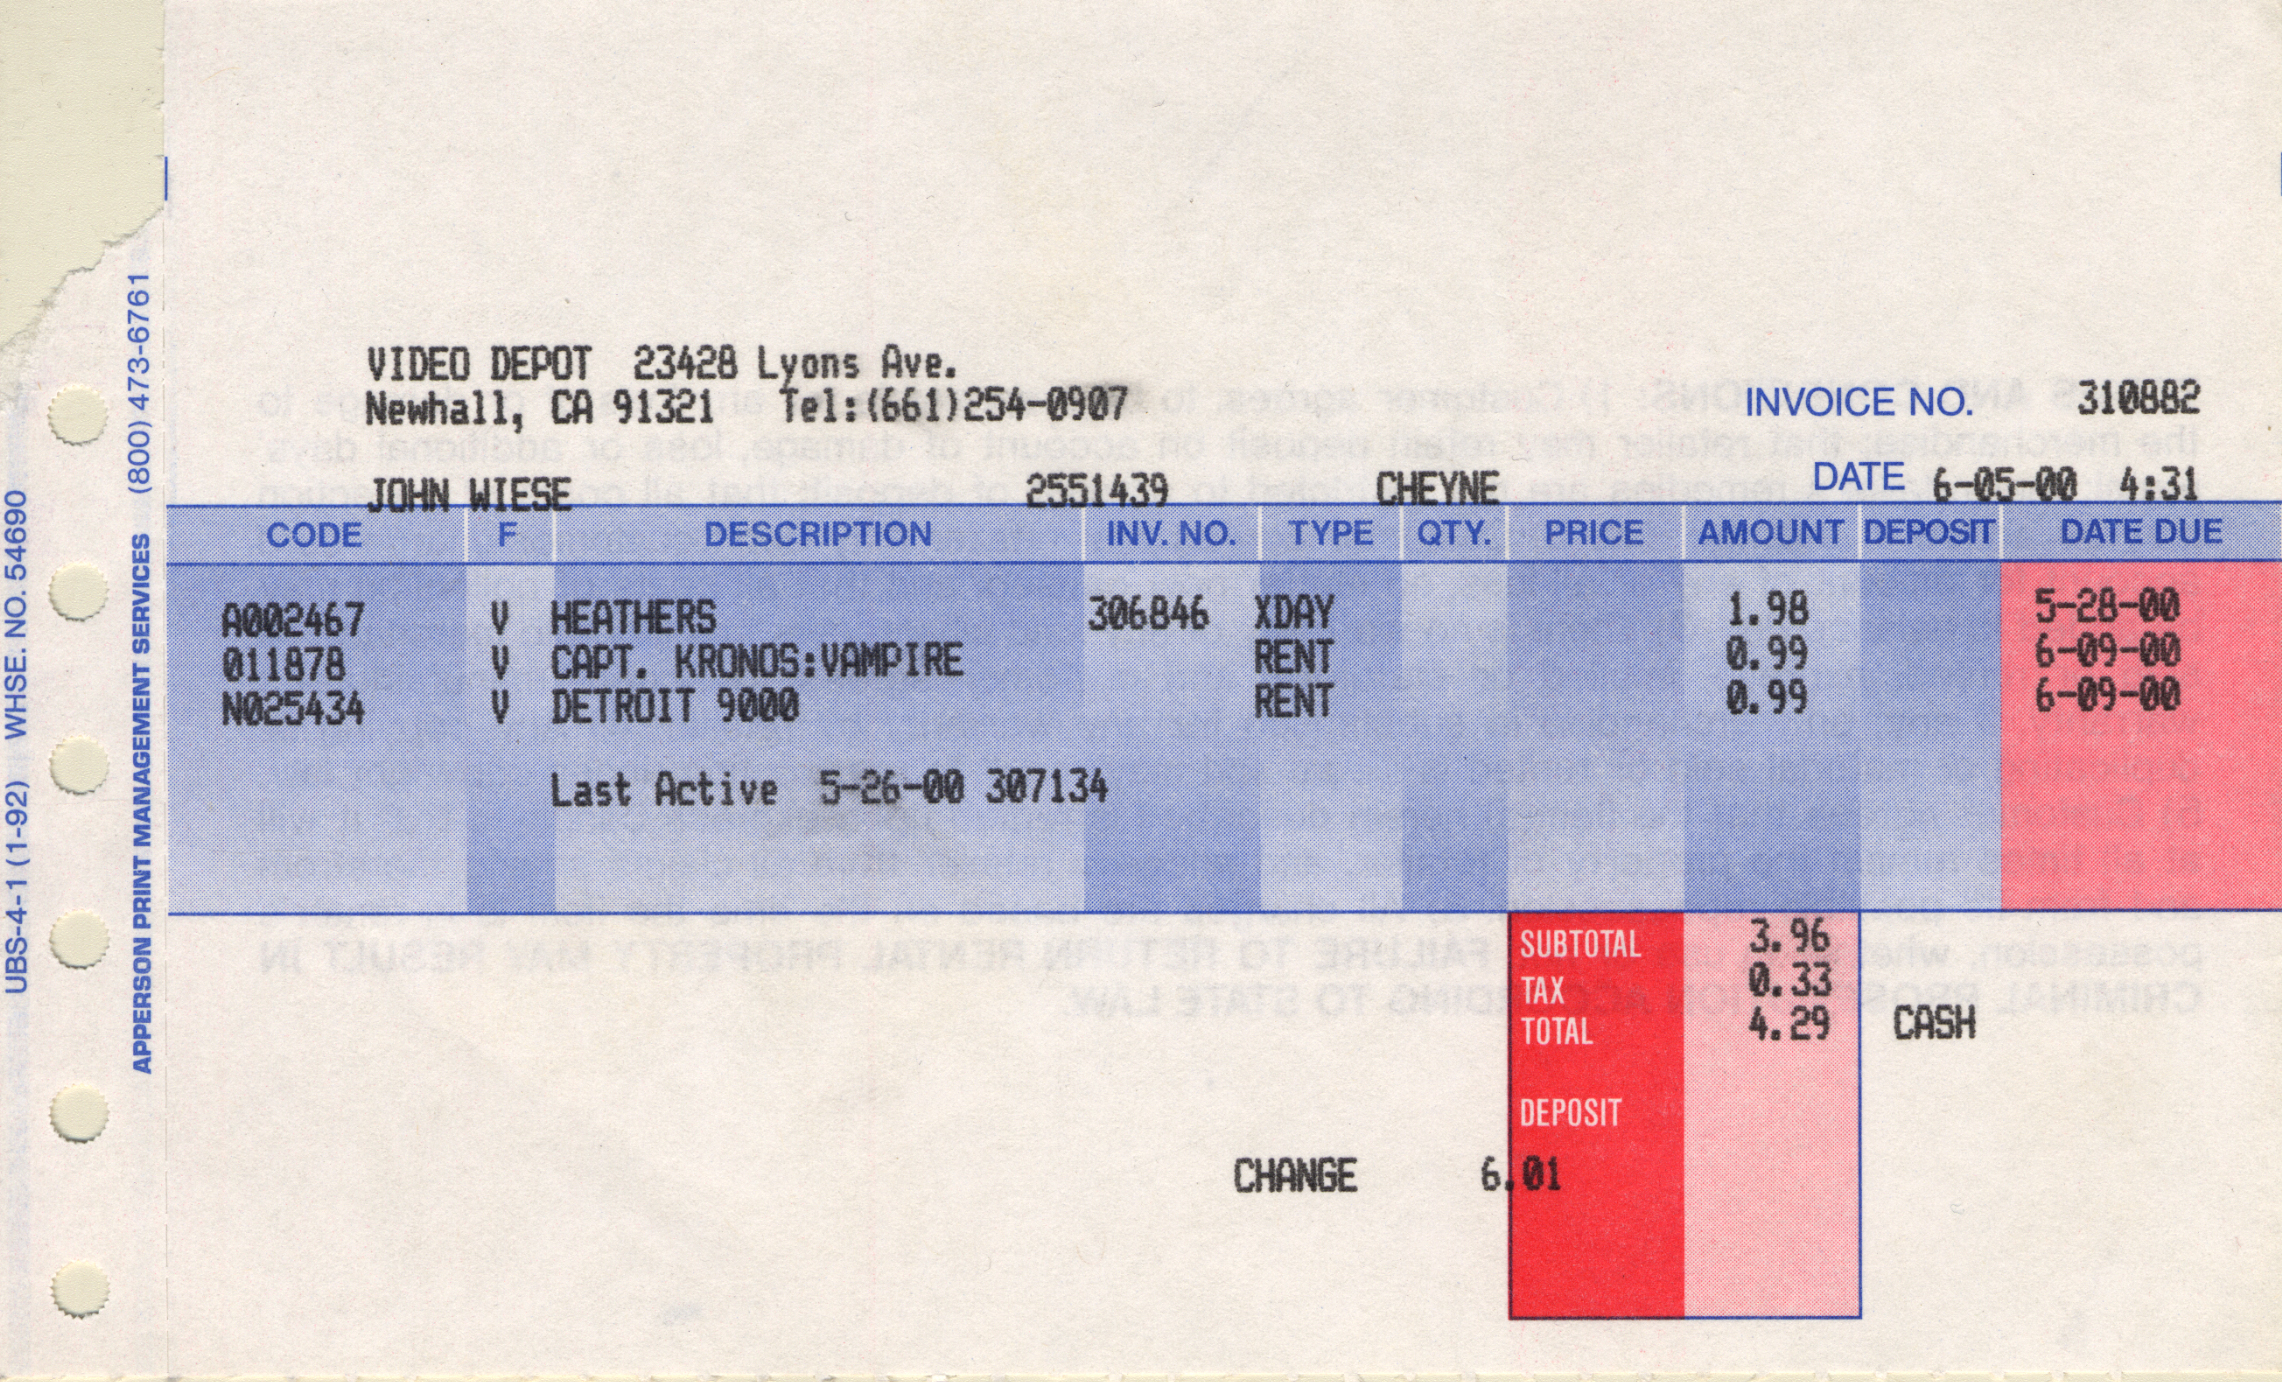 VIDEO DEPOT 23428 Lyons Ave.
Newhall, CA 91321 Tel:(661)254-0907
INVOICE NO. 310882
JOHN WIESE 2551439 CHEYNE DATE 6-05-00 4:31
CODE F DESCRIPTION INV. NO. TYPE QTY. PRICE AMOUNT DEPOSIT DATE DUE
A002467 V HEATHERS 306846 XDAY 1.98 5-28-00
011878 V CAPT. KRONOS:VAMPIRE RENT 0.99 6-09-00
N025434 V DETROIT 9000 RENT 0.99 6-09-00
Last Active 5-26-00 307134
SUBTOTAL 3.96
TAX 0.33
TOTAL 4.29 CASH
DEPOSIT
CHANGE 6.01
UBS-4-1 (1-92) WHSE. NO. 54690
APPERSON PRINT MANAGEMENT SERVICES (800) 473-6761